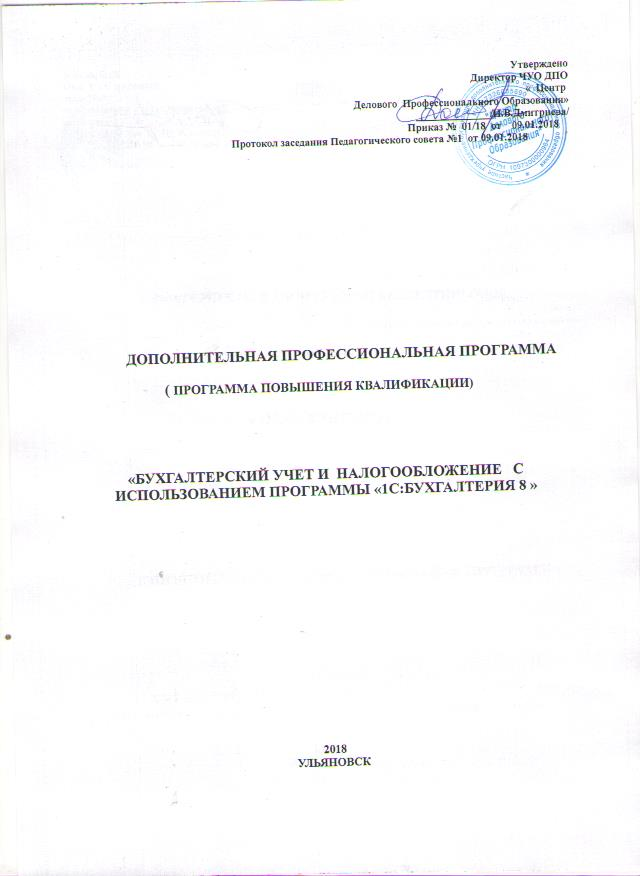 Утверждено
Директор ЧУО ДПО
« Центр
Делового Профессионального Образования»
/И.В.Дмитриева/
Приказ № 01/18 от 09.01.2018
Протокол заседания Педагогического совета №1 от 09.01.2018
Профессионального
Образования»
ДОПОЛНИТЕЛЬНАЯ ПРОФЕССИОНАЛЬНАЯ ПРОГРАММА
( ПРОГРАММА ПОВЫШЕНИЯ КВАЛИФИКАЦИИ)
«БУХГАЛТЕРСКИЙ УЧЕТ И НАЛОГООБЛОЖЕНИЕ С
ИСПОЛЬЗОВАНИЕМ ПРОГРАММЫ «1С:БУХГАЛТЕРИЯ 8 »
2018
УЛЬЯНОВСК